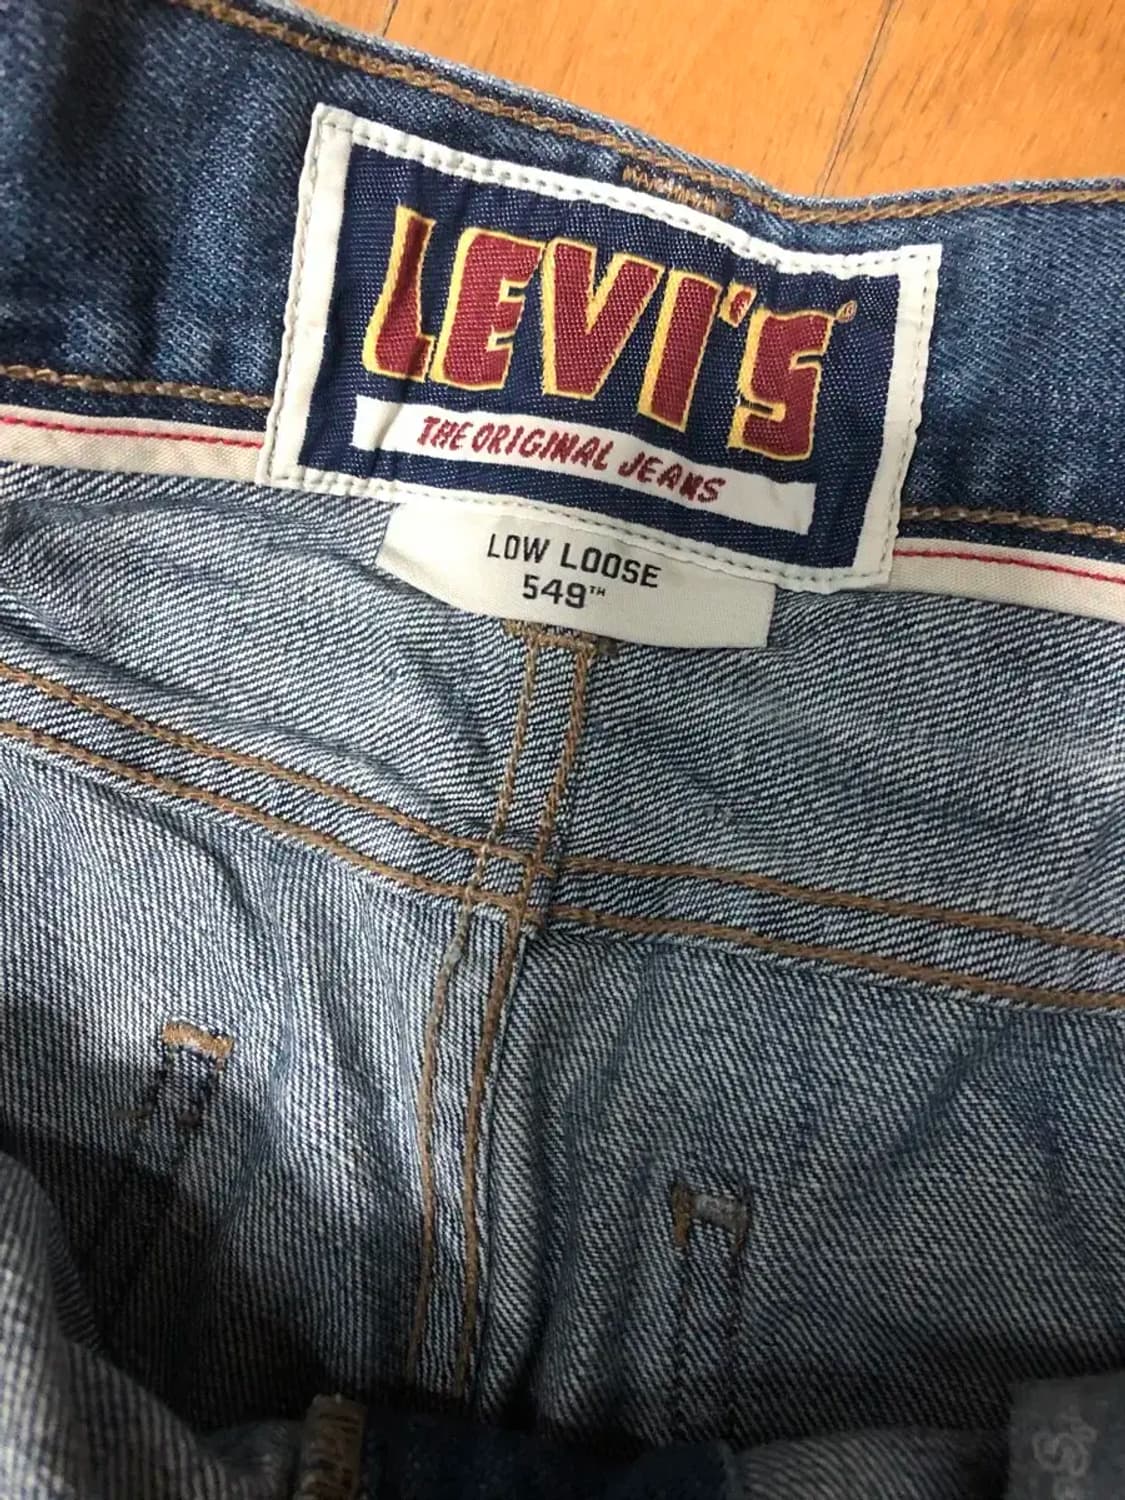 LEVI'S®
THE ORIGINAL JEANS
LOW LOOSE
549™